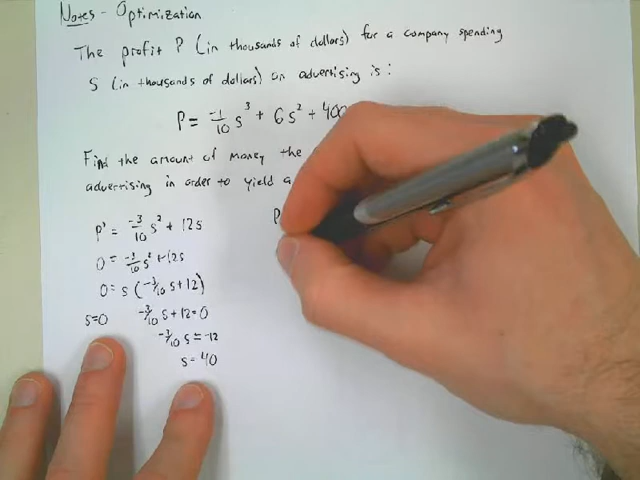 Notes - Optimization
The profit P (in thousands of dollars) for a company spending
S (in thousands of dollars) on advertising is:
P = -1/10 s³ + 6s² + 400
Find the amount of money the
advertising in order to yield a
P' = -3/10 s² + 12s
0 = -3/10 s² + 12s
0 = s (-3/10 s + 12)
s=0 -3/10 s + 12 = 0
-3/10 s = -12
s = 40
P